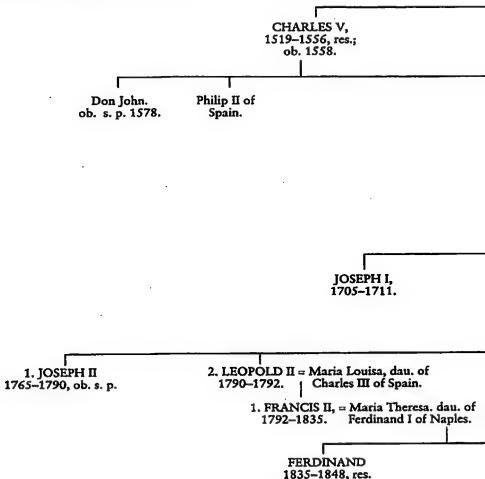 CHARLES V,
1519–1556, res.;
ob. 1558.
Don John.
ob. s. p. 1578.
Philip II of
Spain.
JOSEPH I,
1705–1711.
1. JOSEPH II
1765–1790, ob. s. p.
2. LEOPOLD II = Maria Louisa, dau. of
1790–1792. Charles III of Spain.
1. FRANCIS II, = Maria Theresa. dau. of
1792–1835. Ferdinand I of Naples.
FERDINAND
1835–1848, res.